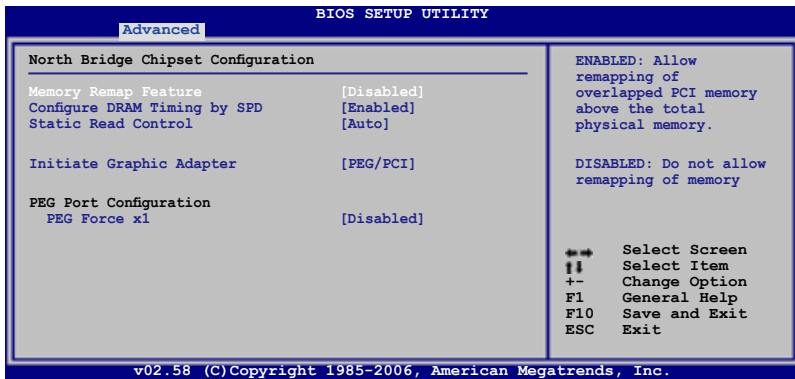 BIOS SETUP UTILITY
Advanced
North Bridge Chipset Configuration
Memory Remap Feature [Disabled]
Configure DRAM Timing by SPD [Enabled]
Static Read Control [Auto]
Initiate Graphic Adapter [PEG/PCI]
PEG Port Configuration
PEG Force x1 [Disabled]
ENABLED: Allow
remapping of
overlapped PCI memory
above the total
physical memory.
DISABLED: Do not allow
remapping of memory
←→ Select Screen
↑↓ Select Item
+- Change Option
F1 General Help
F10 Save and Exit
ESC Exit
v02.58 (C)Copyright 1985-2006, American Megatrends, Inc.